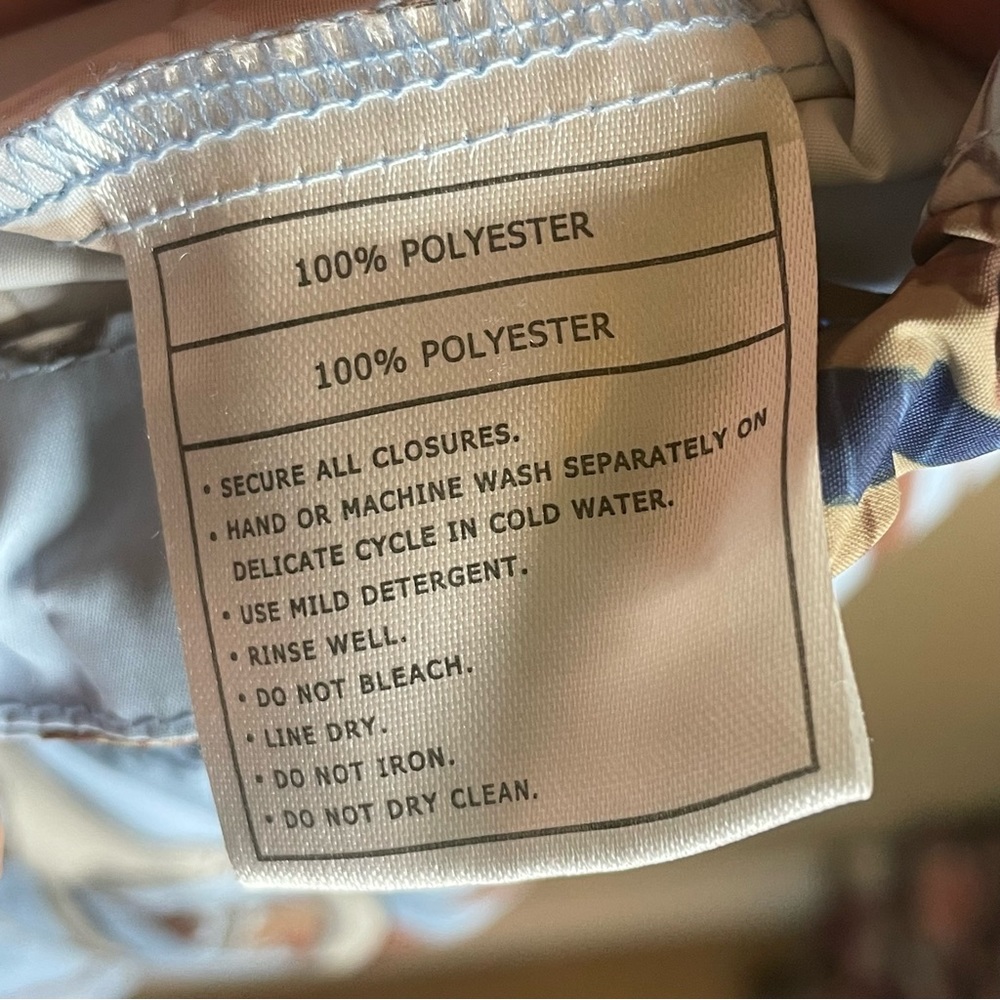 100% POLYESTER
100% POLYESTER
• SECURE ALL CLOSURES.
• HAND OR MACHINE WASH SEPARATELY ON
DELICATE CYCLE IN COLD WATER.
• USE MILD DETERGENT.
• RINSE WELL.
• DO NOT BLEACH.
• LINE DRY.
• DO NOT IRON.
• DO NOT DRY CLEAN.